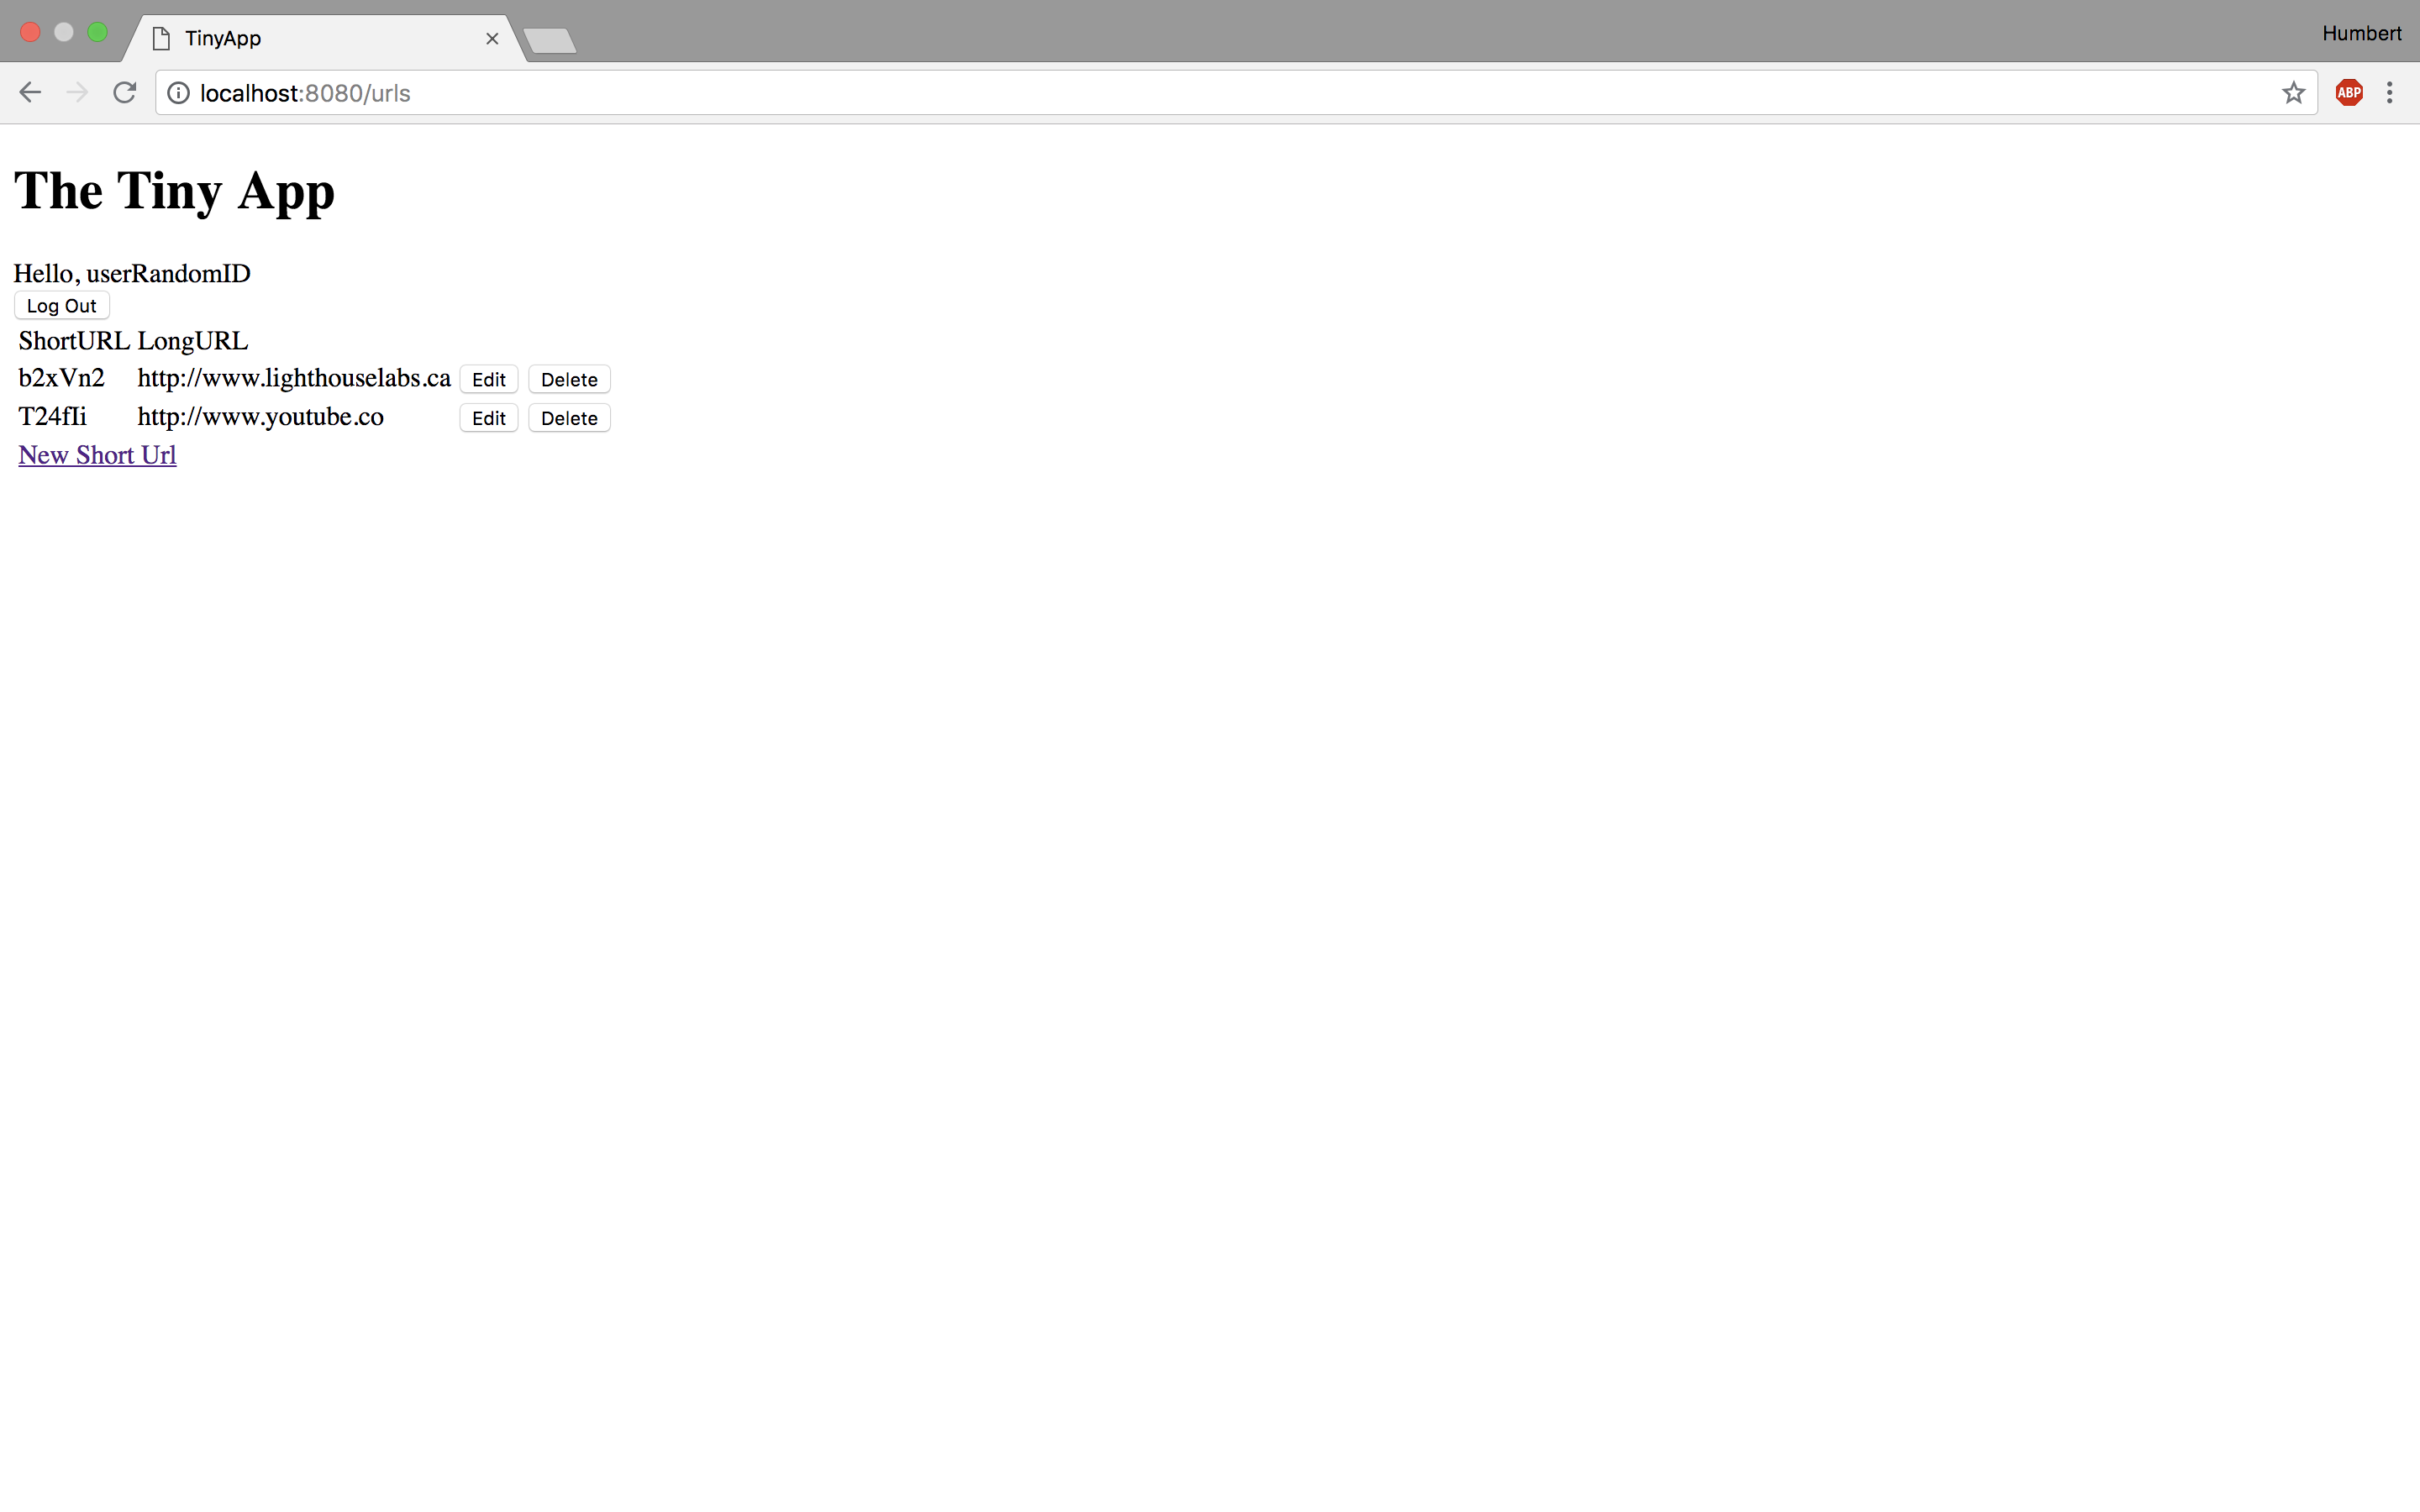 TinyApp
Humbert
localhost:8080/urls
ABP
The Tiny App
Hello, userRandomID
Log Out
ShortURL LongURL
b2xVn2 http://www.lighthouselabs.ca Edit Delete
T24fIi http://www.youtube.co Edit Delete
New Short Url